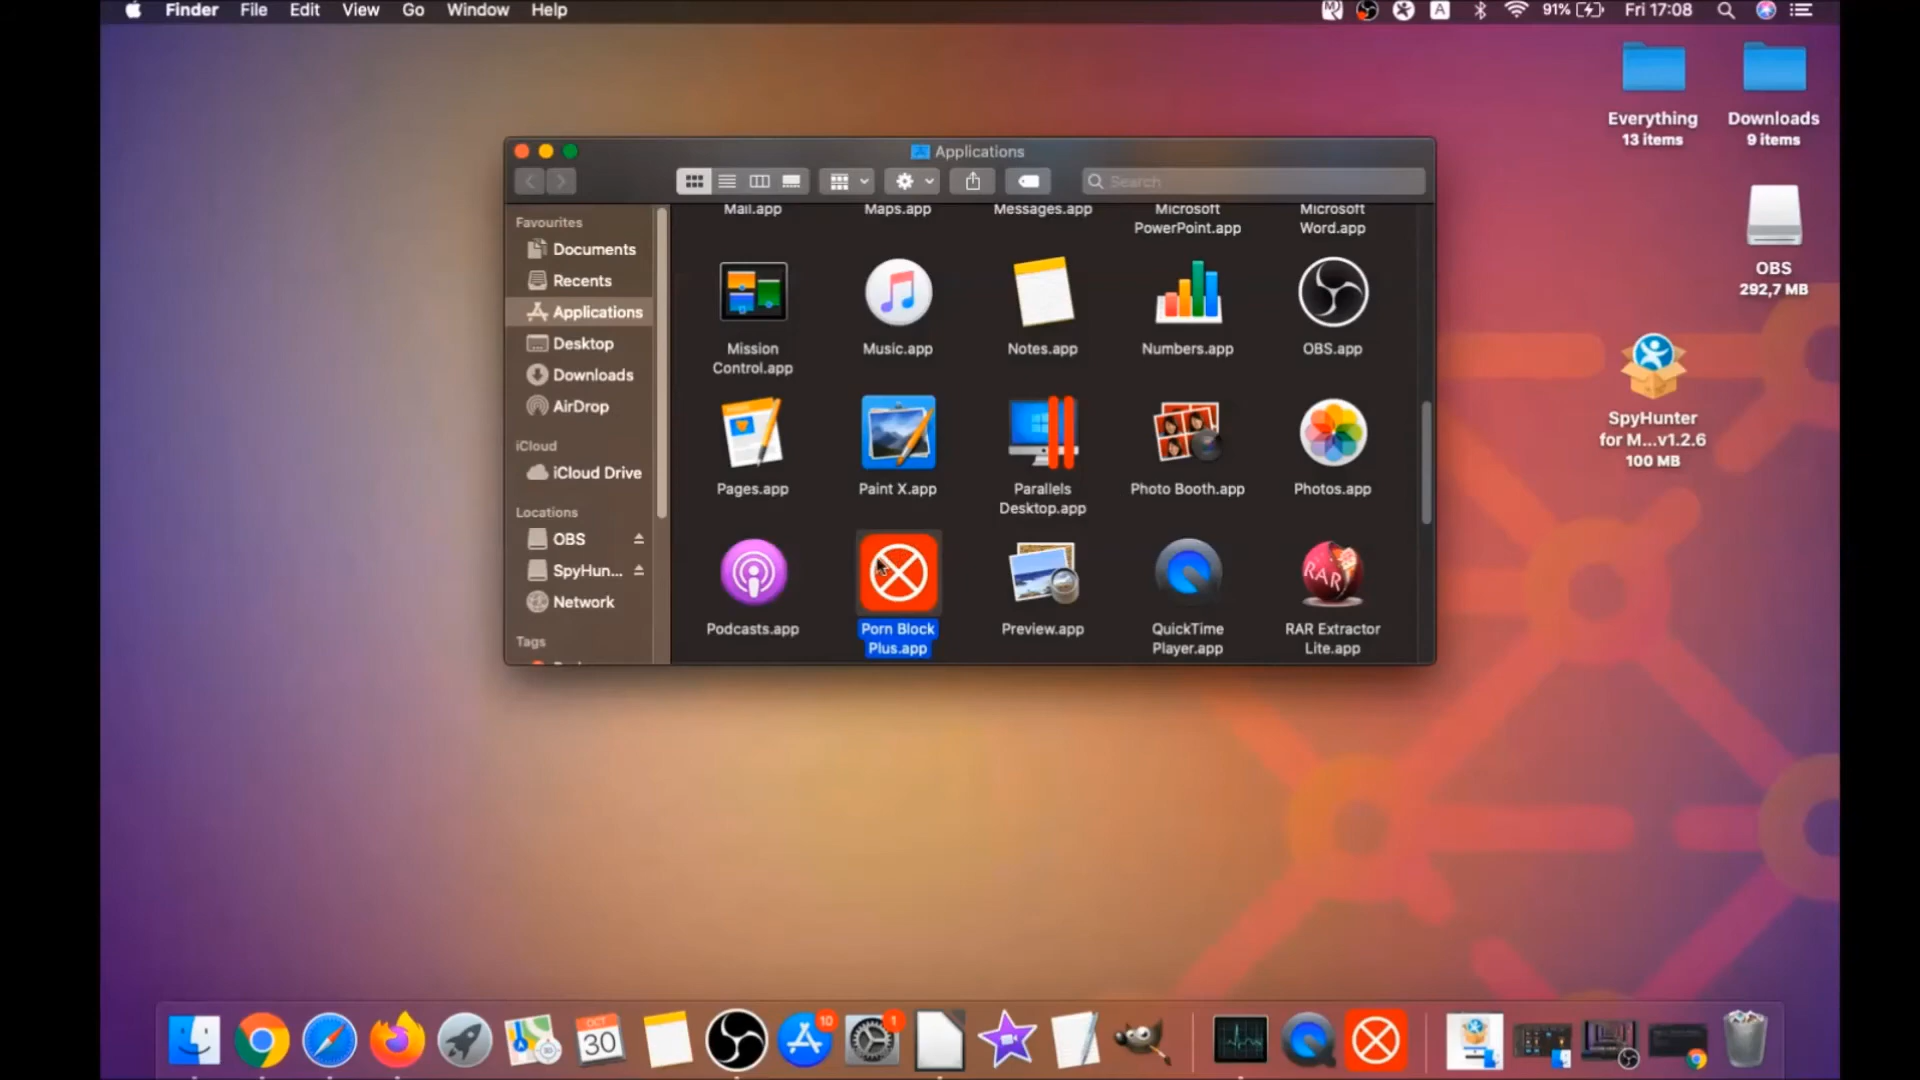 Finder File Edit View Go Window Help
A 91% Fri 17:08
Everything
13 items
Downloads
9 items
OBS
292,7 MB
SpyHunter
for M...v1.2.6
100 MB
Applications
Search
Favourites
Documents
Recents
Applications
Desktop
Downloads
AirDrop
iCloud
iCloud Drive
Locations
OBS
SpyHun...
Network
Tags
Mail.app
Maps.app
Messages.app
Microsoft
PowerPoint.app
Microsoft
Word.app
Mission
Control.app
Music.app
Notes.app
Numbers.app
OBS.app
Pages.app
Paint X.app
Parallels
Desktop.app
Photo Booth.app
Photos.app
RAR
Podcasts.app
Porn Block
Plus.app
Preview.app
QuickTime
Player.app
RAR Extractor
Lite.app
OCT
30
10
1